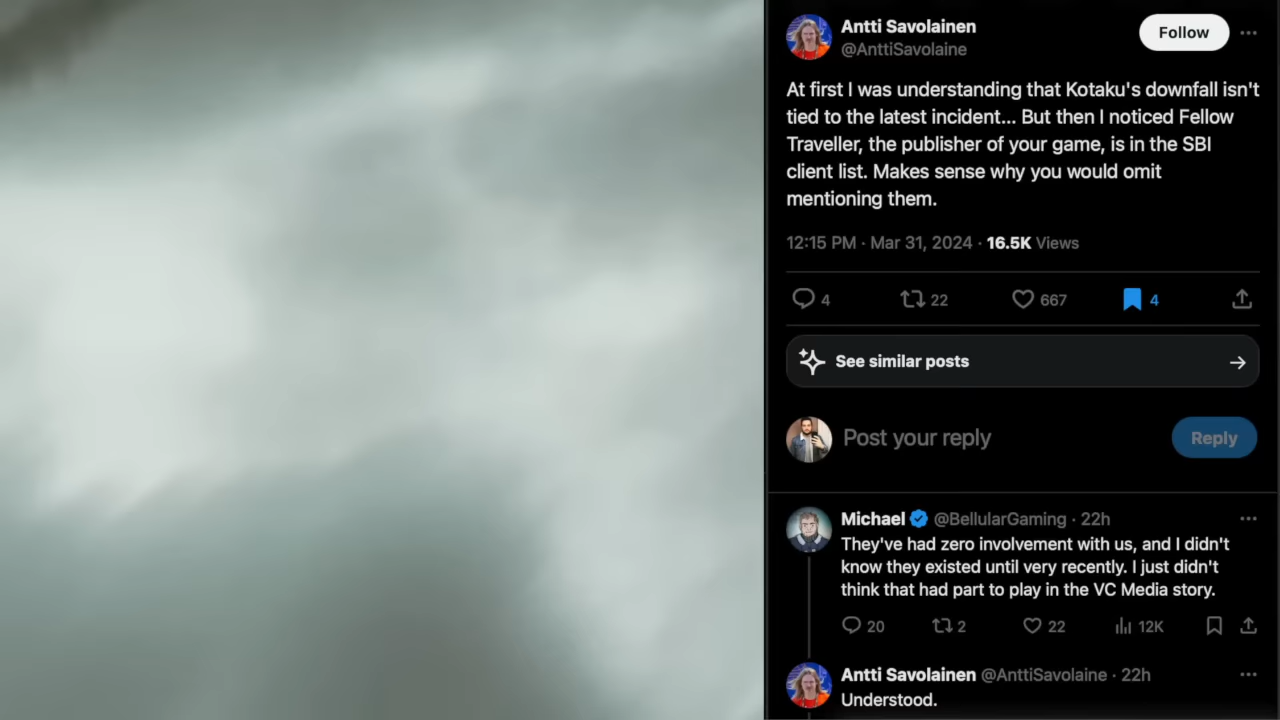 Antti Savolainen
@AnttiSavolaine
Follow
At first I was understanding that Kotaku's downfall isn't
tied to the latest incident... But then I noticed Fellow
Traveller, the publisher of your game, is in the SBI
client list. Makes sense why you would omit
mentioning them.
12:15 PM · Mar 31, 2024 · 16.5K Views
4 22 667 4
See similar posts
Post your reply
Reply
Michael @BellularGaming · 22h
They've had zero involvement with us, and I didn't
know they existed until very recently. I just didn't
think that had part to play in the VC Media story.
20 2 22 12K
Antti Savolainen @AnttiSavolaine · 22h
Understood.